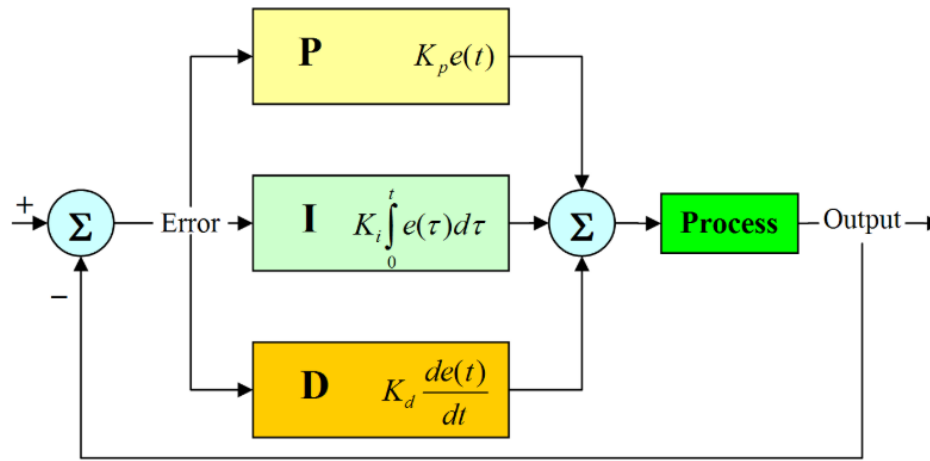 P K_p e(t)
+
Σ
Error
I K_i ∫_0^t e(τ)dτ
Σ
Process
Output
−
D K_d de(t)/dt